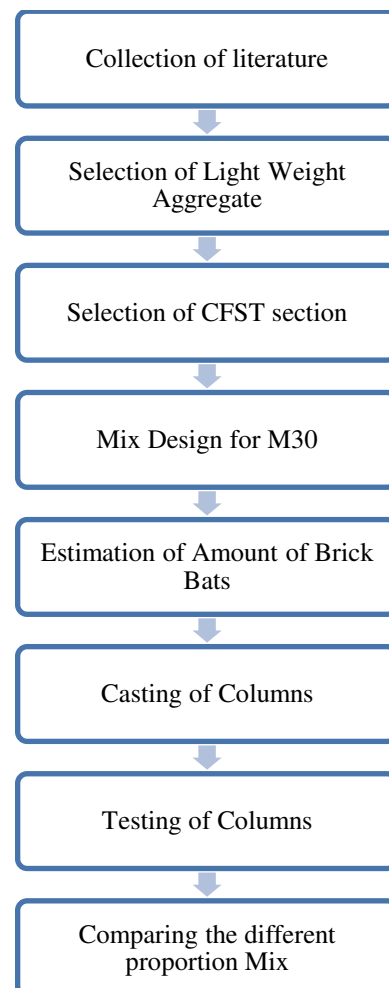 Collection of literature
Selection of Light Weight
Aggregate
Selection of CFST section
Mix Design for M30
Estimation of Amount of Brick
Bats
Casting of Columns
Testing of Columns
Comparing the different
proportion Mix